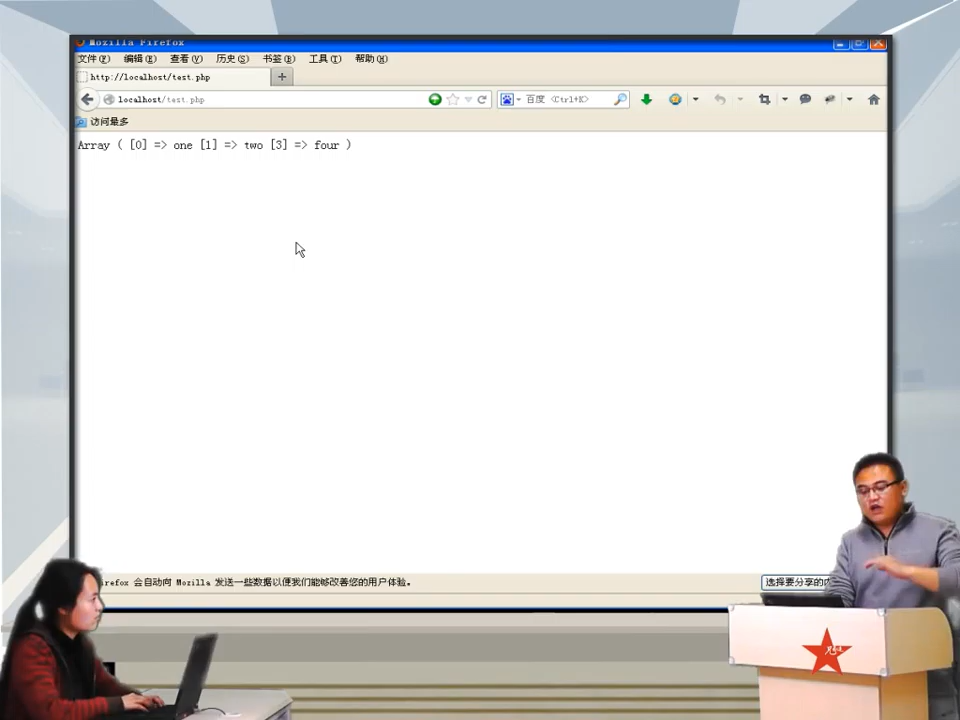 Mozilla Firefox
文件(F) 编辑(E) 查看(V) 历史(S) 书签(B) 工具(T) 帮助(H)
http://localhost/test.php +
localhost/test.php 百度 <Ctrl+K>
访问最多
Array ( [0] => one [1] => two [3] => four )
irefox 会自动向 Mozilla 发送一些数据以便我们能够改善您的用户体验。 选择要分享的内